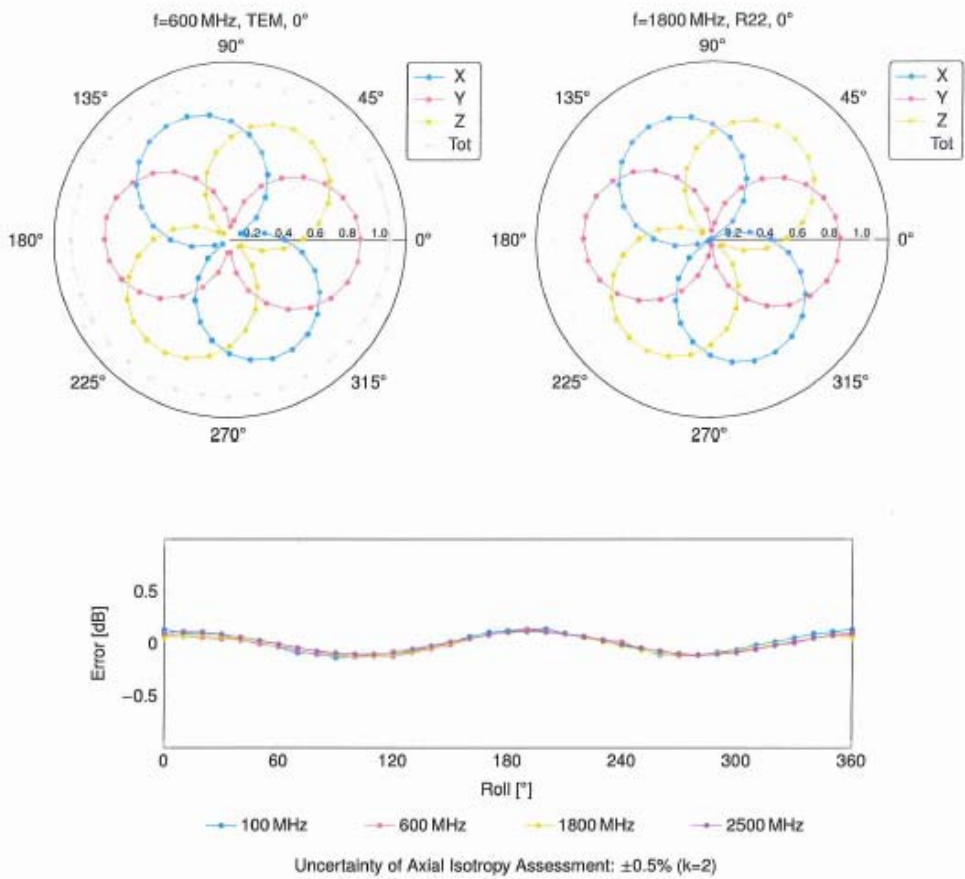 f=600 MHz, TEM, 0°
90°
135°
45°
X
Y
Z
Tot
180°
0.2 0.4 0.6 0.8 1.0
0°
225°
315°
270°
f=1800 MHz, R22, 0°
90°
135°
45°
X
Y
Z
Tot
180°
0.2 0.4 0.6 0.8 1.0
0°
225°
315°
270°
Error [dB]
0.5
0
−0.5
0 60 120 180 240 300 360
Roll [°]
100 MHz 600 MHz 1800 MHz 2500 MHz
Uncertainty of Axial Isotropy Assessment: ±0.5% (k=2)